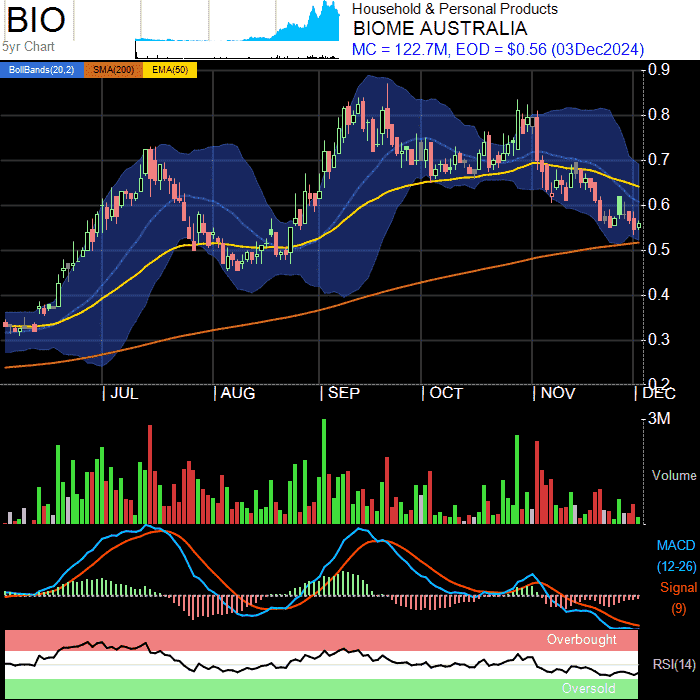 BIO
5yr Chart
Household & Personal Products
BIOME AUSTRALIA
MC = 122.7M, EOD = $0.56 (03Dec2024)
BollBands(20,2) SMA(200) EMA(50)
0.9
0.8
0.7
0.6
0.5
0.4
0.3
0.2
| JUL | AUG | SEP | OCT | NOV | DEC
3M
Volume
MACD
(12-26)
Signal
(9)
Overbought
RSI(14)
Oversold